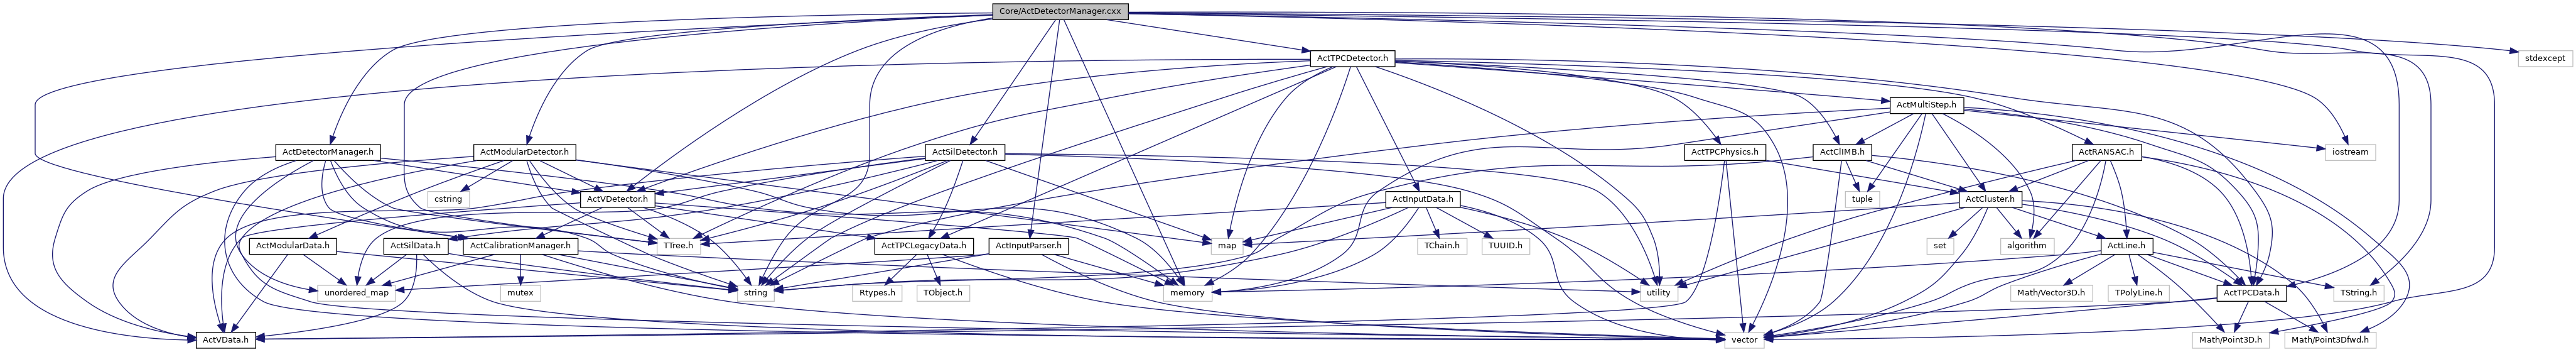 Core/ActDetectorManager.cxx
ActTPCDetector.h
stdexcept
ActMultiStep.h
ActDetectorManager.h
ActModularDetector.h
ActSilDetector.h
ActTPCPhysics.h
ActClIMB.h
ActRANSAC.h
iostream
cstring
ActVDetector.h
ActInputData.h
tuple
ActCluster.h
ActModularData.h
ActSilData.h
ActCalibrationManager.h
TTree.h
ActTPCLegacyData.h
ActInputParser.h
map
TChain.h
TUUID.h
set
algorithm
ActLine.h
unordered_map
mutex
string
Rtypes.h
TObject.h
memory
utility
Math/Vector3D.h
TPolyLine.h
ActTPCData.h
TString.h
ActVData.h
vector
Math/Point3D.h
Math/Point3Dfwd.h